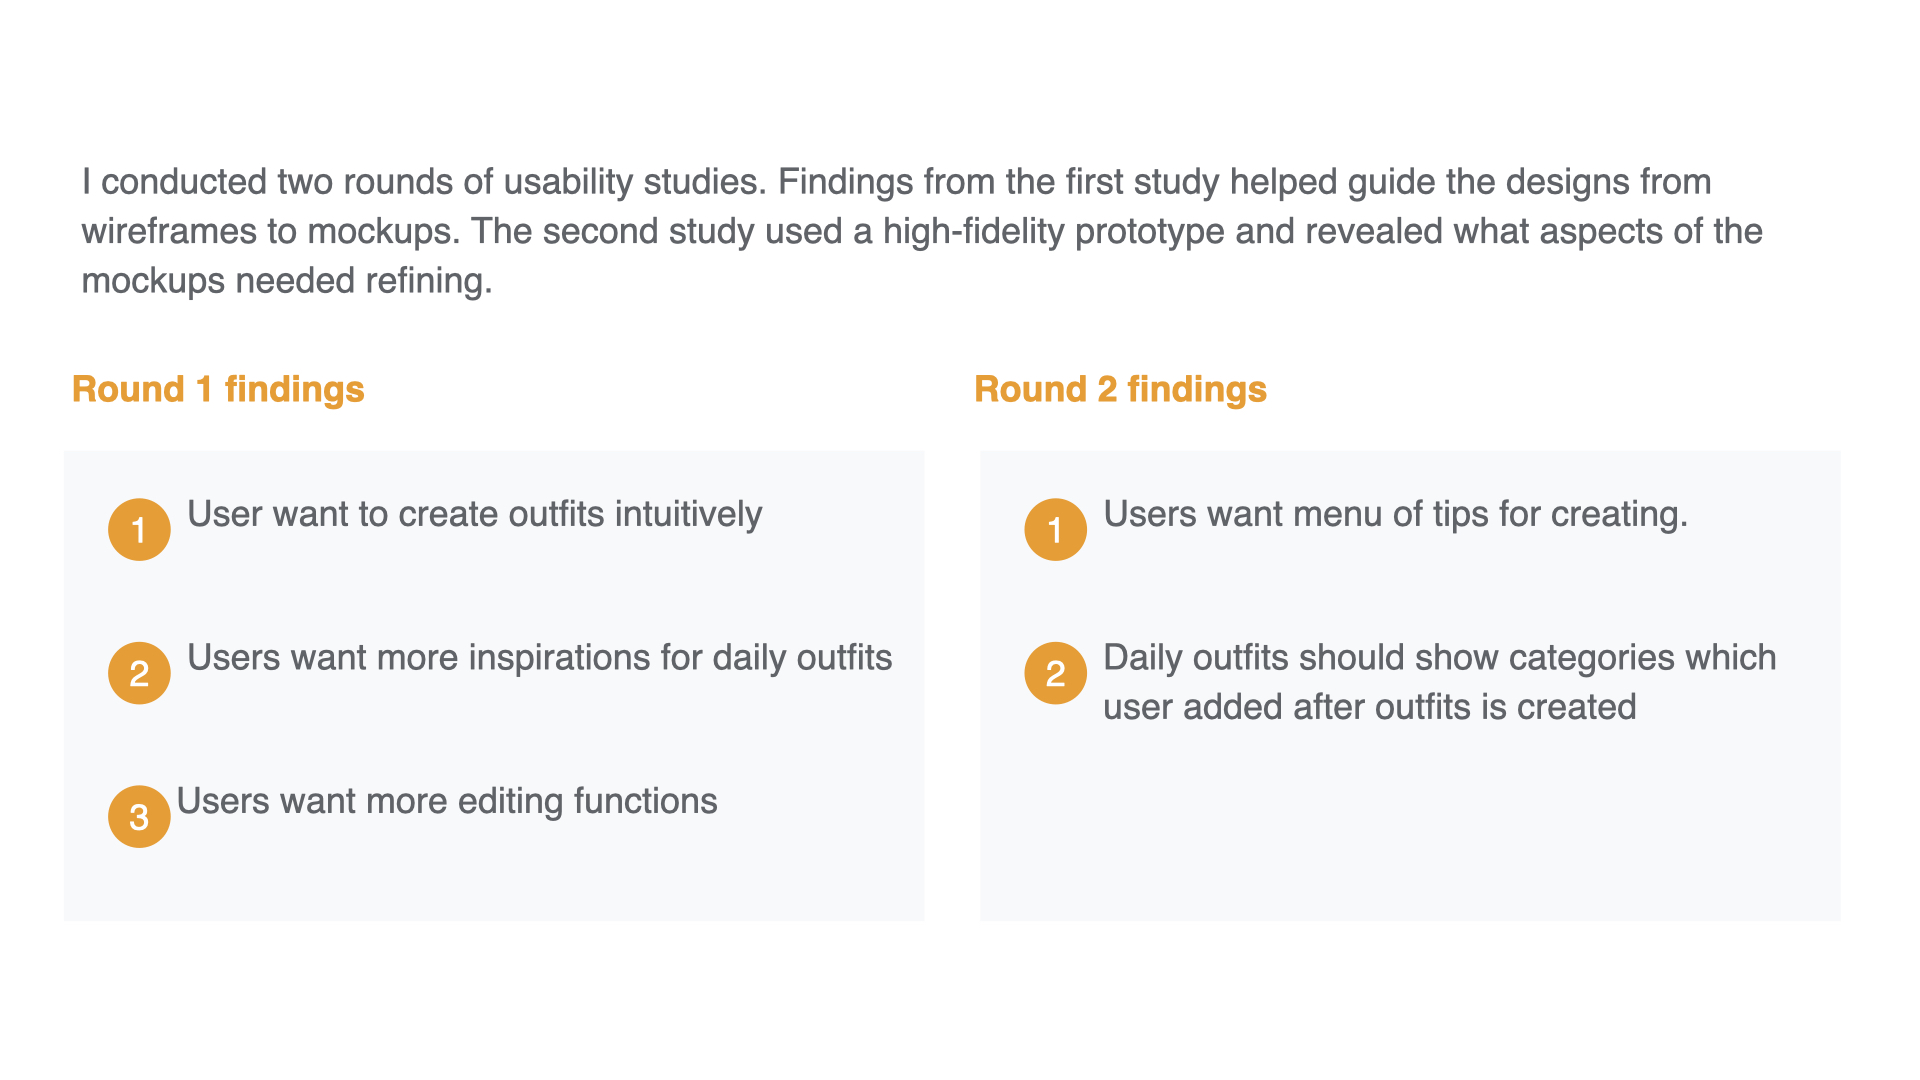 I conducted two rounds of usability studies. Findings from the first study helped guide the designs from
wireframes to mockups. The second study used a high-fidelity prototype and revealed what aspects of the
mockups needed refining.
Round 1 findings
1 User want to create outfits intuitively
2 Users want more inspirations for daily outfits
3 Users want more editing functions
Round 2 findings
1 Users want menu of tips for creating.
2 Daily outfits should show categories which
user added after outfits is created